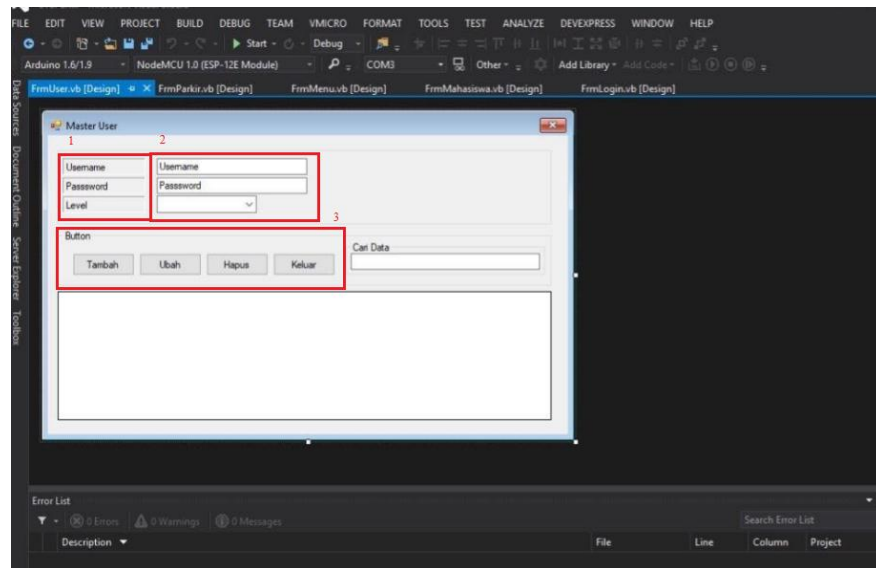 FILE EDIT VIEW PROJECT BUILD DEBUG TEAM VMICRO FORMAT TOOLS TEST ANALYZE DEVEXPRESS WINDOW HELP
Start Debug
Arduino 1.6/1.9 NodeMCU 1.0 (ESP-12E Module) COM3 Other Add Library Add Code
FrmUser.vb [Design] FrmParkir.vb [Design] FrmMenu.vb [Design] FrmMahasiswa.vb [Design] FrmLogin.vb [Design]
Data Sources
Document Outline
Server Explorer
Toolbox
Master User
1 2
Username Username
Passsword Passsword
Level
3
Button
Cari Data
Tambah Ubah Hapus Keluar
Error List
0 Errors 0 Warnings 0 Messages Search Error List
Description File Line Column Project